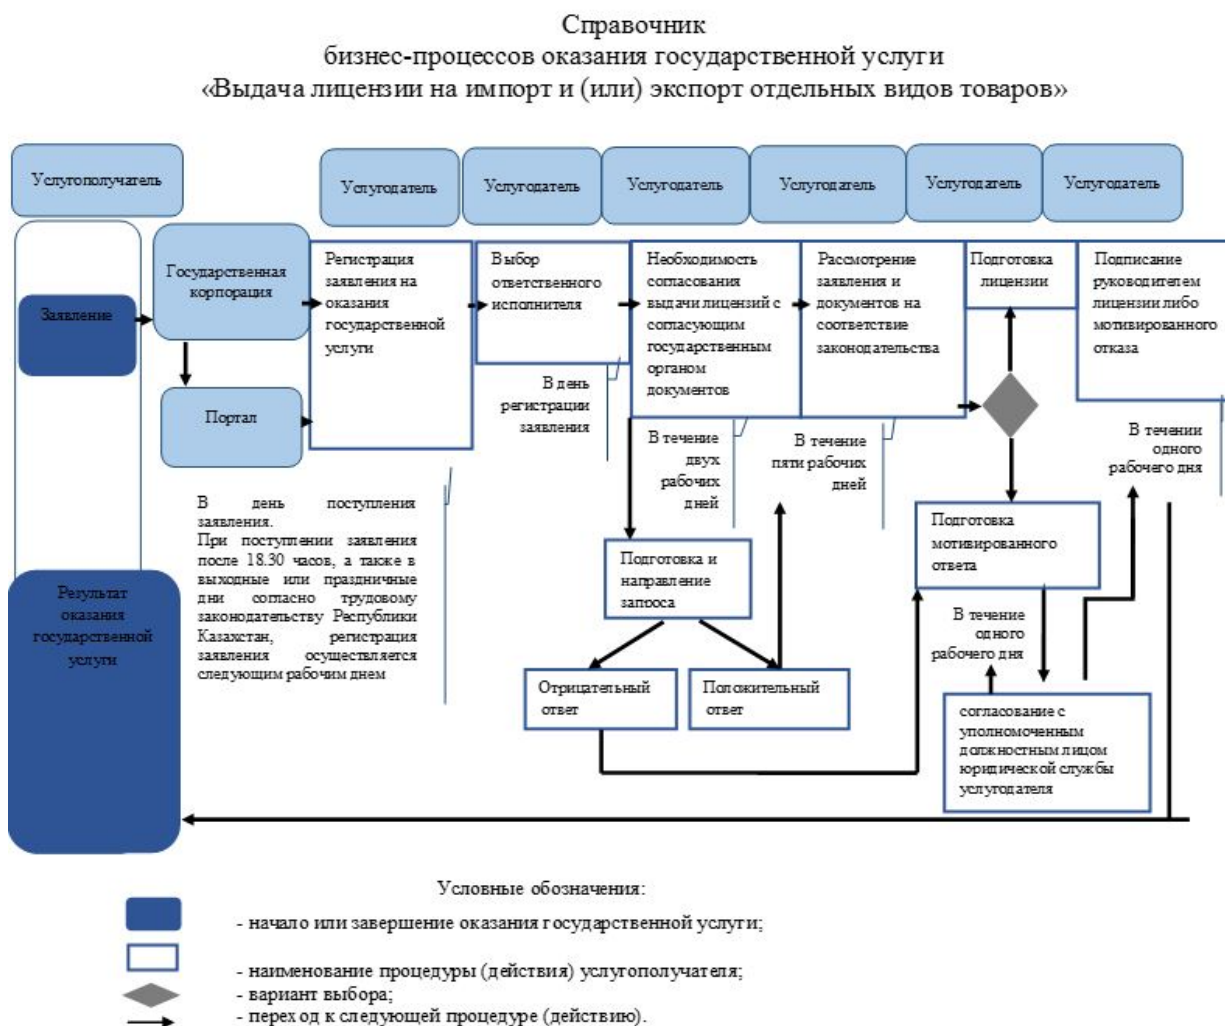 Справочник
бизнес-процессов оказания государственной услуги
«Выдача лицензии на импорт и (или) экспорт отдельных видов товаров»
Услугополучатель
Услугодатель
Услугодатель
Услугодатель
Услугодатель
Услугодатель
Услугодатель
Заявление
Государственная
корпорация
Портал
Регистрация
заявления на
оказания
государственной
услуги
Выбор
ответственного
исполнителя
Необходимость
согласования
выдачи лицензий с
согласующим
государственным
органом
документов
Рассмотрение
заявления и
документов на
соответствие
законодательства
Подготовка
лицензии
Подписание
руководителем
лицензии либо
мотивированного
отказа
В день
регистрации
заявления
В течение
двух
рабочих
дней
В течение
пяти рабочих
дней
В течении
одного
рабочего дня
В день поступления
заявления.
При поступлении заявления
после 18.30 часов, а также в
выходные или праздничные
дни согласно трудовому
законодательству Республики
Казахстан, регистрация
заявления осуществляется
следующим рабочим днем
Подготовка и
направление
запроса
Подготовка
мотивированного
ответа
Результат
оказания
государственной
услуги
В течение
одного
рабочего дня
Отрицательный
ответ
Положительный
ответ
согласование с
уполномоченным
должностным лицом
юридической службы
услугодателя
Условные обозначения:
- начало или завершение оказания государственной услуги;
- наименование процедуры (действия) услугополучателя;
- вариант выбора;
- переход к следующей процедуре (действию).